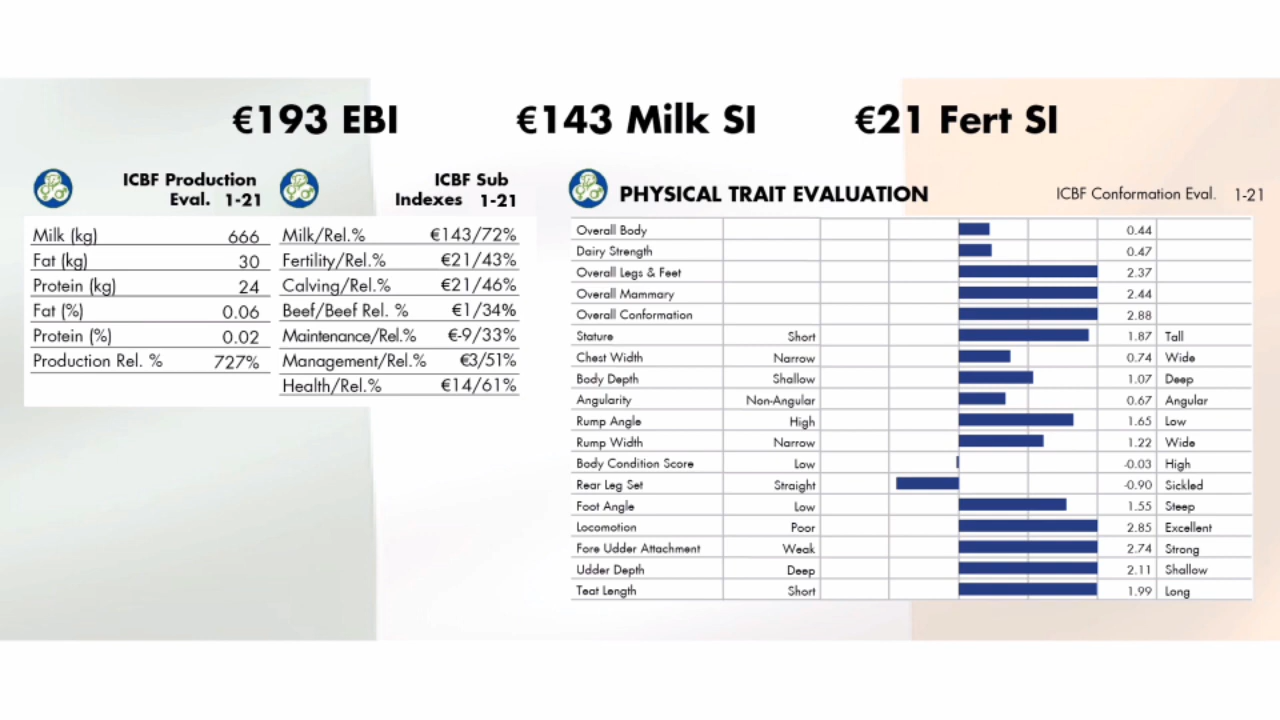 €193 EBI €143 Milk SI €21 Fert SI
ICBF Production
Eval. 1-21
Milk (kg) 666
Fat (kg) 30
Protein (kg) 24
Fat (%) 0.06
Protein (%) 0.02
Production Rel. % 727%
ICBF Sub
Indexes 1-21
Milk/Rel.% €143/72%
Fertility/Rel.% €21/43%
Calving/Rel.% €21/46%
Beef/Beef Rel. % €1/34%
Maintenance/Rel.% €-9/33%
Management/Rel.% €3/51%
Health/Rel.% €14/61%
PHYSICAL TRAIT EVALUATION ICBF Conformation Eval. 1-21
Overall Body 0.44
Dairy Strength 0.47
Overall Legs & Feet 2.37
Overall Mammary 2.44
Overall Conformation 2.88
Stature Short 1.87 Tall
Chest Width Narrow 0.74 Wide
Body Depth Shallow 1.07 Deep
Angularity Non-Angular 0.67 Angular
Rump Angle High 1.65 Low
Rump Width Narrow 1.22 Wide
Body Condition Score Low -0.03 High
Rear Leg Set Straight -0.90 Sickled
Foot Angle Low 1.55 Steep
Locomotion Poor 2.85 Excellent
Fore Udder Attachment Weak 2.74 Strong
Udder Depth Deep 2.11 Shallow
Teat Length Short 1.99 Long